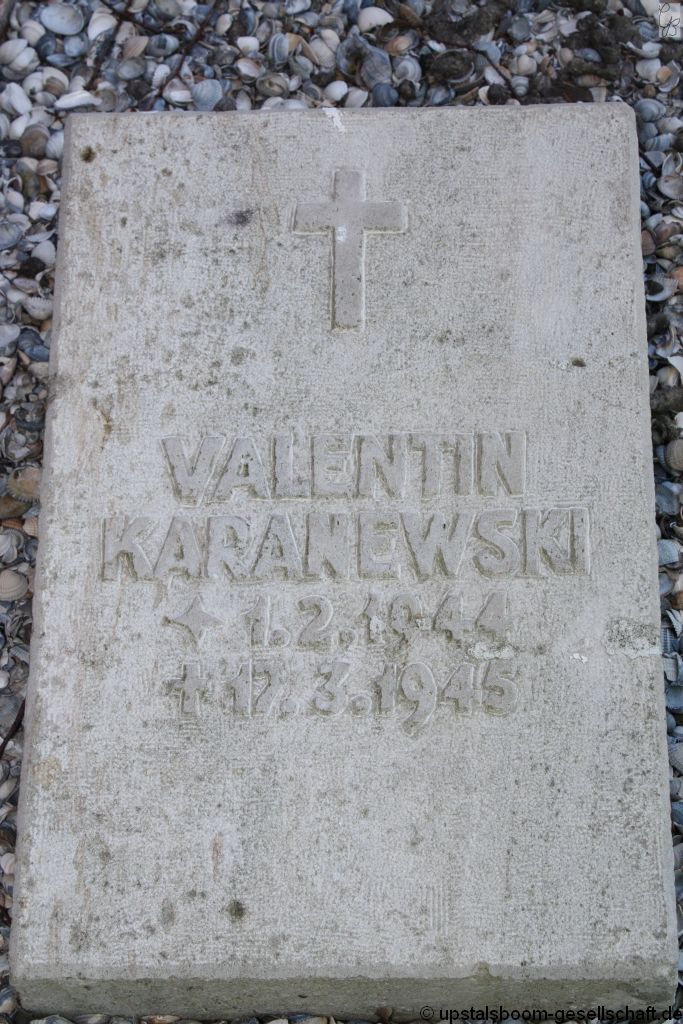 VALENTIN
KARANEWSKI
✦ 1.2.1944
✝ 17.3.1945
© upstalsboom-gesellschaft.de